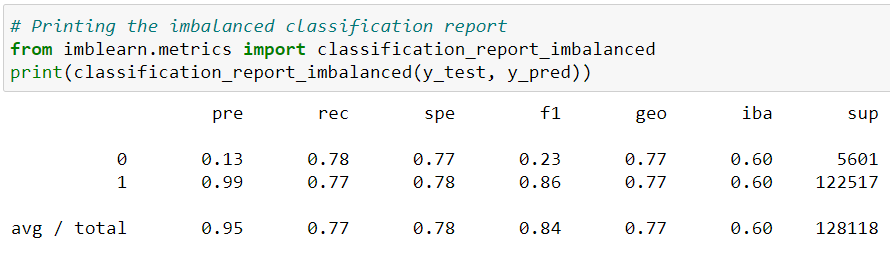 # Printing the imbalanced classification report
from imblearn.metrics import classification_report_imbalanced
print(classification_report_imbalanced(y_test, y_pred))
pre rec spe f1 geo iba sup
0 0.13 0.78 0.77 0.23 0.77 0.60 5601
1 0.99 0.77 0.78 0.86 0.77 0.60 122517
avg / total 0.95 0.77 0.78 0.84 0.77 0.60 128118